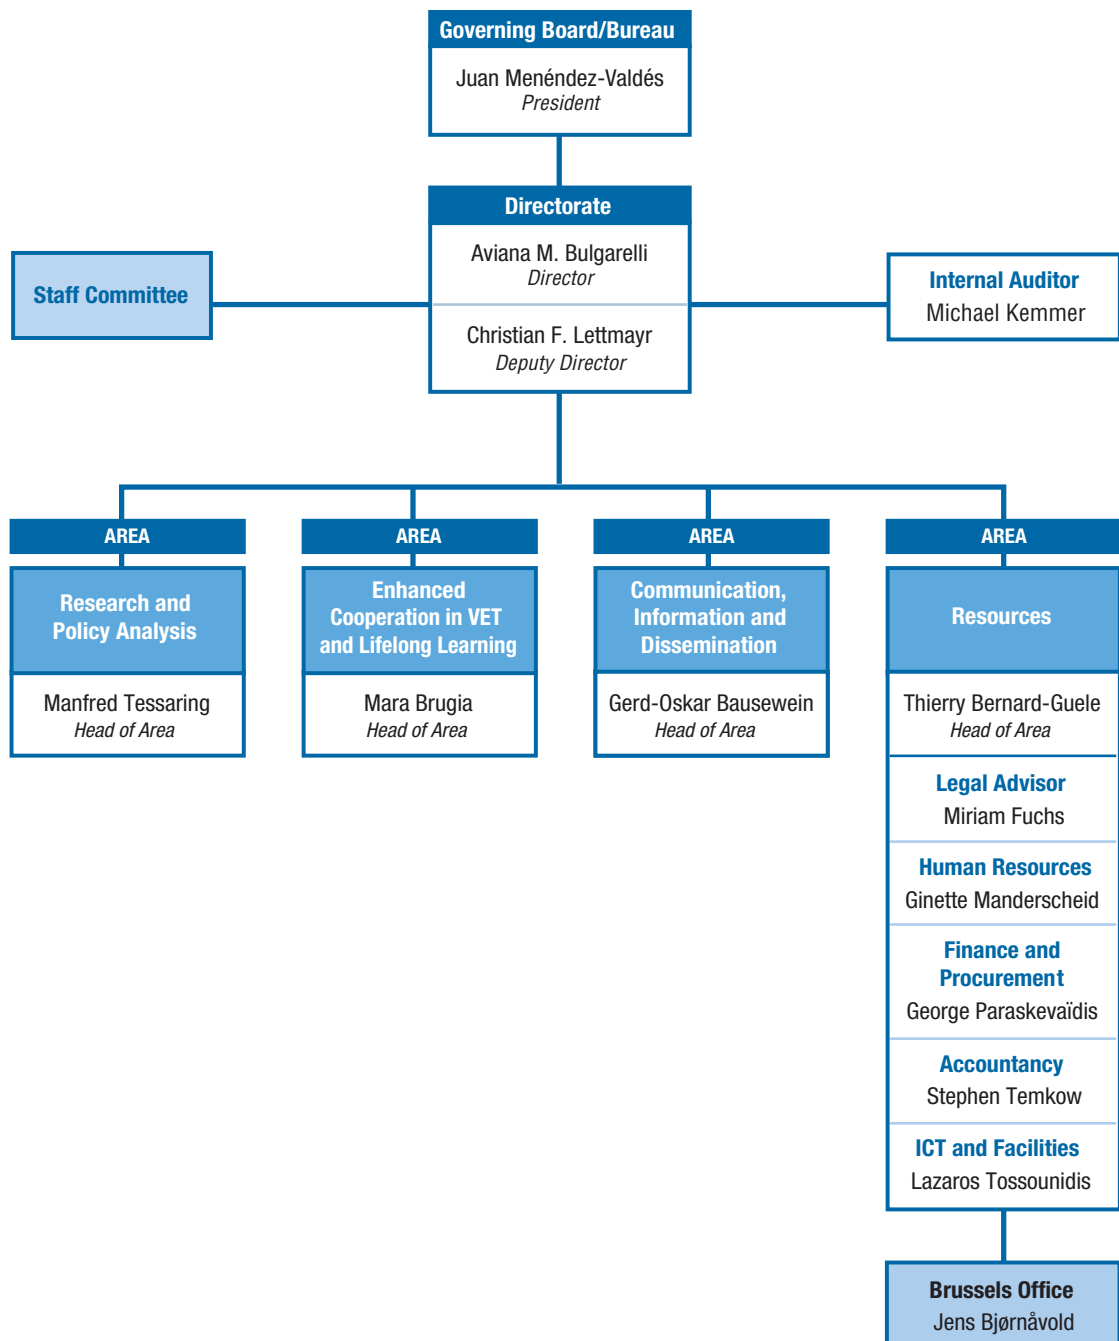 Governing Board/Bureau
Juan Menéndez-Valdés
President
Directorate
Aviana M. Bulgarelli
Director
Christian F. Lettmayr
Deputy Director
Staff Committee
Internal Auditor
Michael Kemmer
AREA
Research and
Policy Analysis
Manfred Tessaring
Head of Area
AREA
Enhanced
Cooperation in VET
and Lifelong Learning
Mara Brugia
Head of Area
AREA
Communication,
Information and
Dissemination
Gerd-Oskar Bausewein
Head of Area
AREA
Resources
Thierry Bernard-Guele
Head of Area
Legal Advisor
Miriam Fuchs
Human Resources
Ginette Manderscheid
Finance and
Procurement
George Paraskevaïdis
Accountancy
Stephen Temkow
ICT and Facilities
Lazaros Tossounidis
Brussels Office
Jens Bjørnåvold